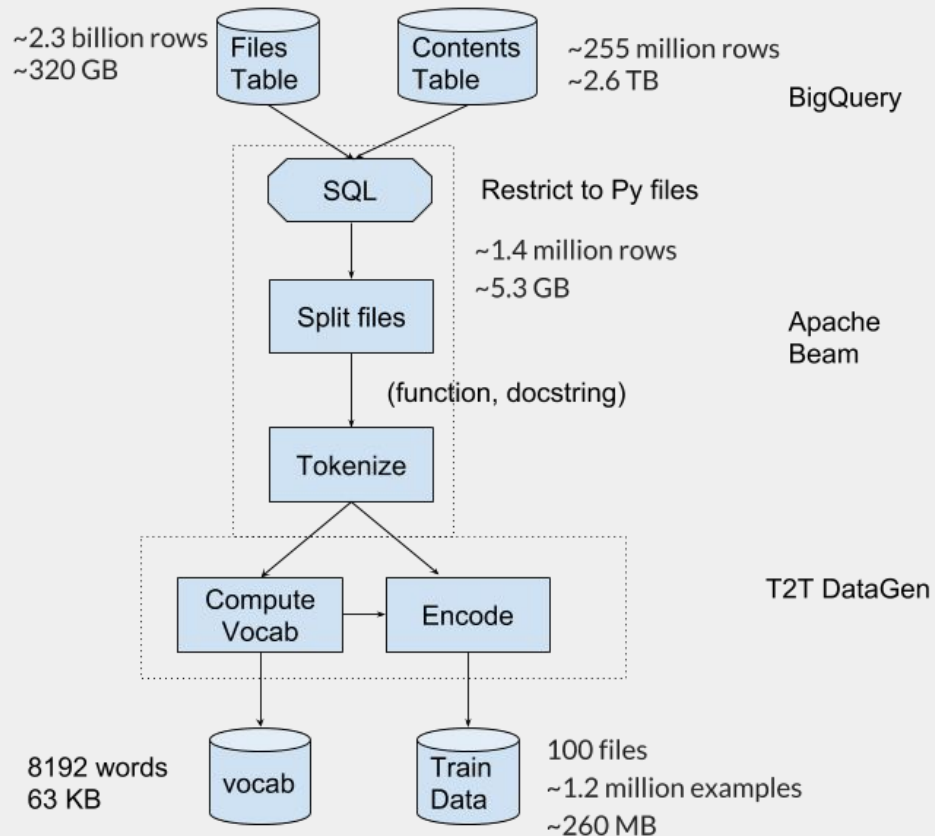 ~2.3 billion rows
~320 GB
Files
Table
Contents
Table
~255 million rows
~2.6 TB
BigQuery
SQL
Restrict to Py files
~1.4 million rows
~5.3 GB
Split files
Apache
Beam
(function, docstring)
Tokenize
Compute
Vocab
Encode
T2T DataGen
8192 words
63 KB
vocab
Train
Data
100 files
~1.2 million examples
~260 MB